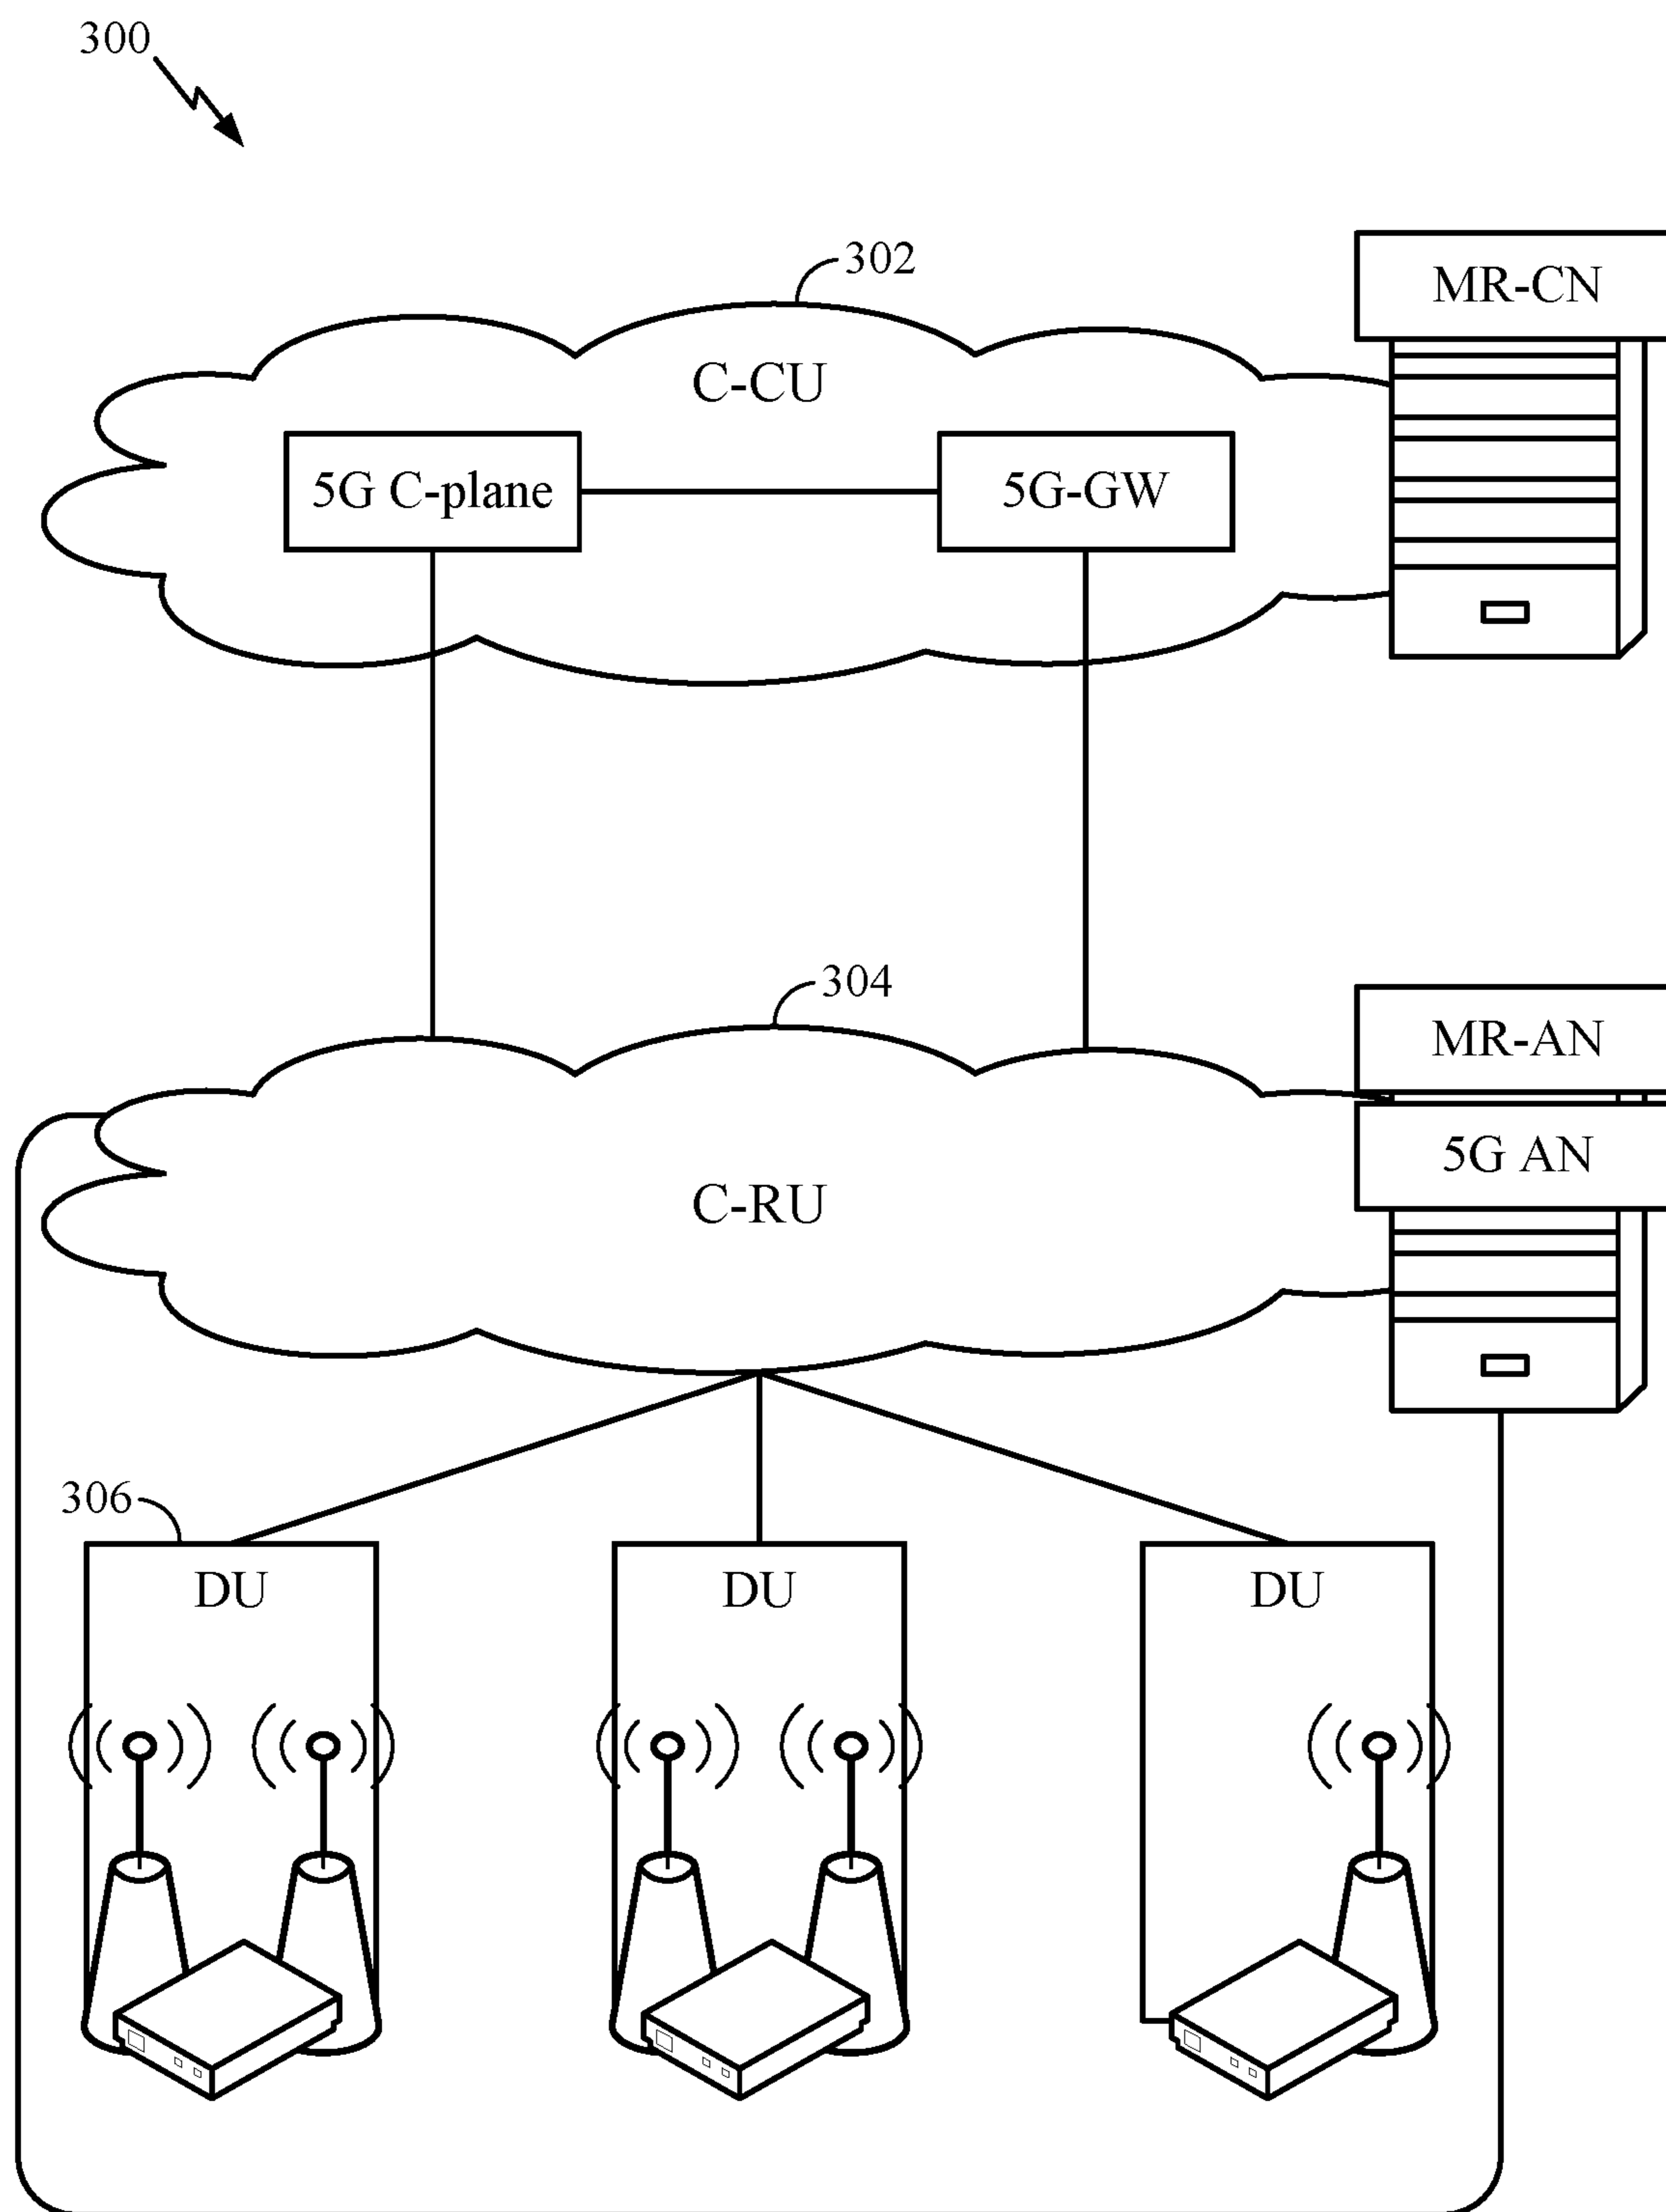 300
302
MR-CN
C-CU
5G C-plane
5G-GW
304
MR-AN
5G AN
C-RU
306
DU
DU
DU